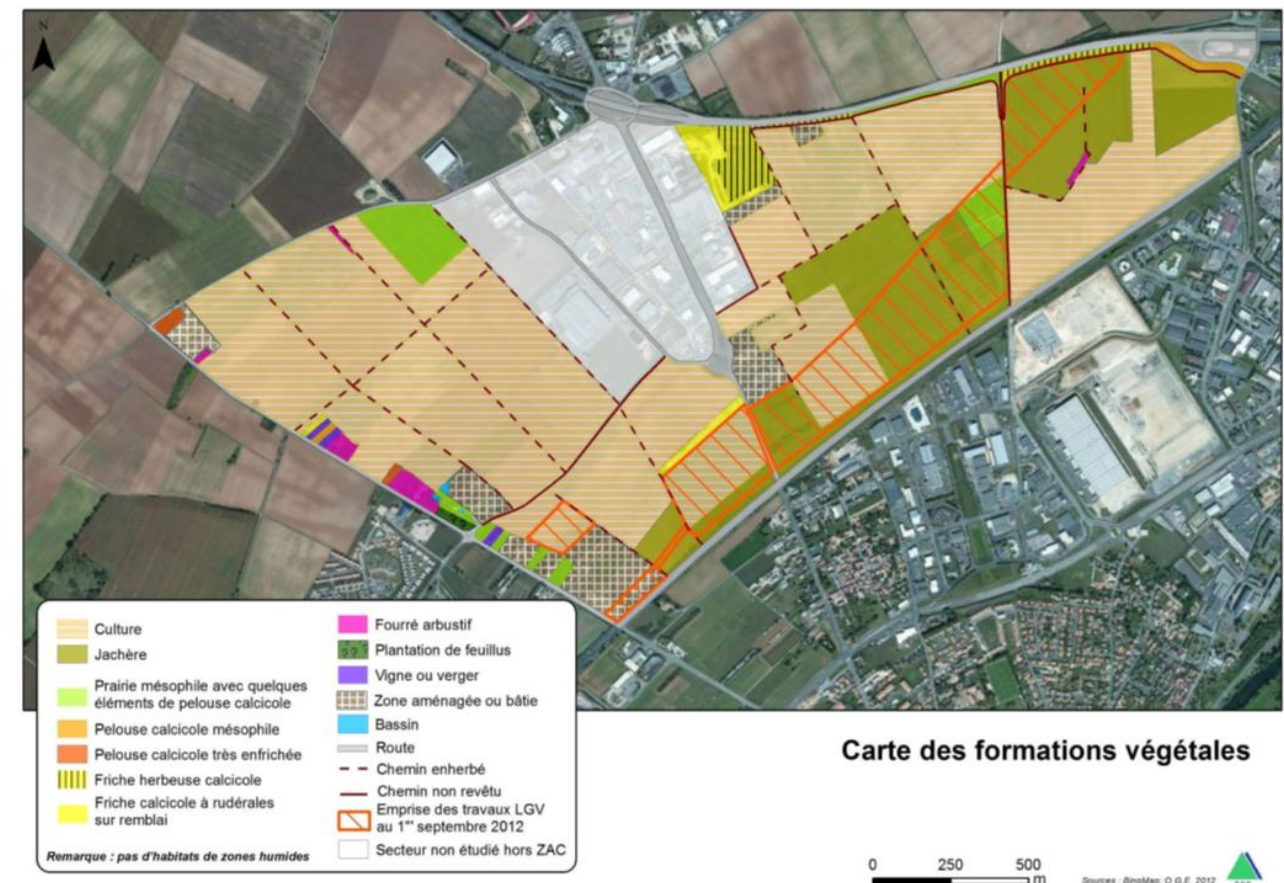 N
Culture
Jachère
Prairie mésophile avec quelques
éléments de pelouse calcicole
Pelouse calcicole mésophile
Pelouse calcicole très enfrichée
Friche herbeuse calcicole
Friche calcicole à rudérales
sur remblai
Remarque : pas d'habitats de zones humides
Fourré arbustif
Plantation de feuillus
Vigne ou verger
Zone aménagée ou bâtie
Bassin
Route
Chemin enherbé
Chemin non revêtu
Emprise des travaux LGV
au 1er septembre 2012
Secteur non étudié hors ZAC
Carte des formations végétales
0 250 500
m
Sources : BingMap; O.G.E. 2012